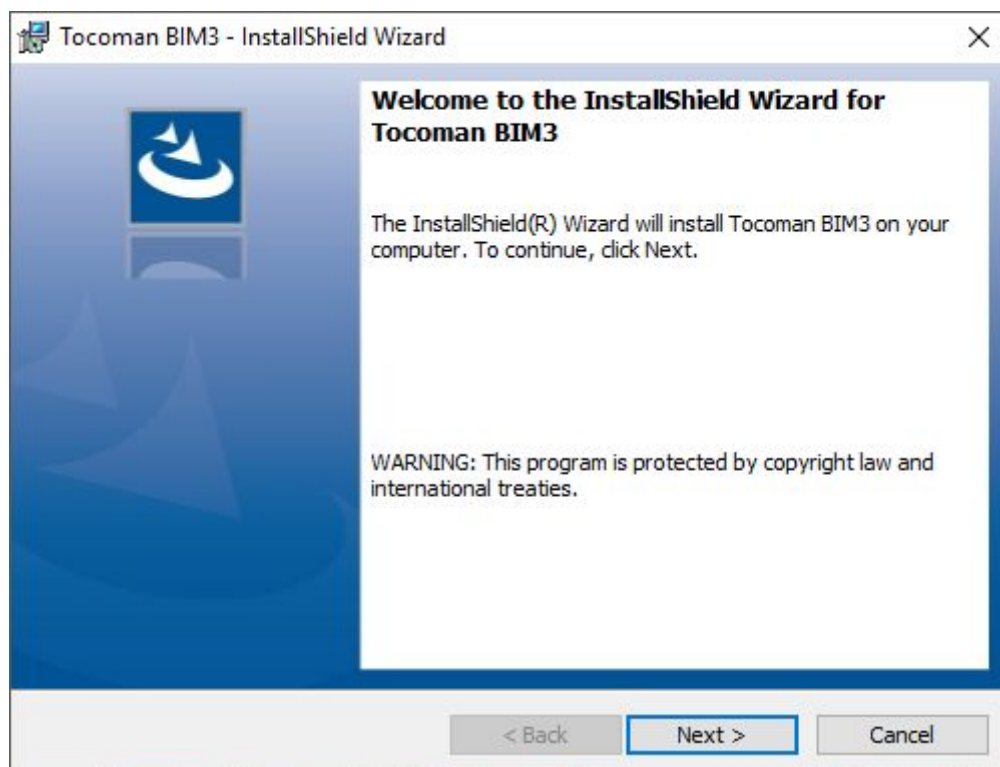 Tocoman BIM3 - InstallShield Wizard
Welcome to the InstallShield Wizard for
Tocoman BIM3
The InstallShield(R) Wizard will install Tocoman BIM3 on your
computer. To continue, click Next.
WARNING: This program is protected by copyright law and
international treaties.
< Back
Next >
Cancel